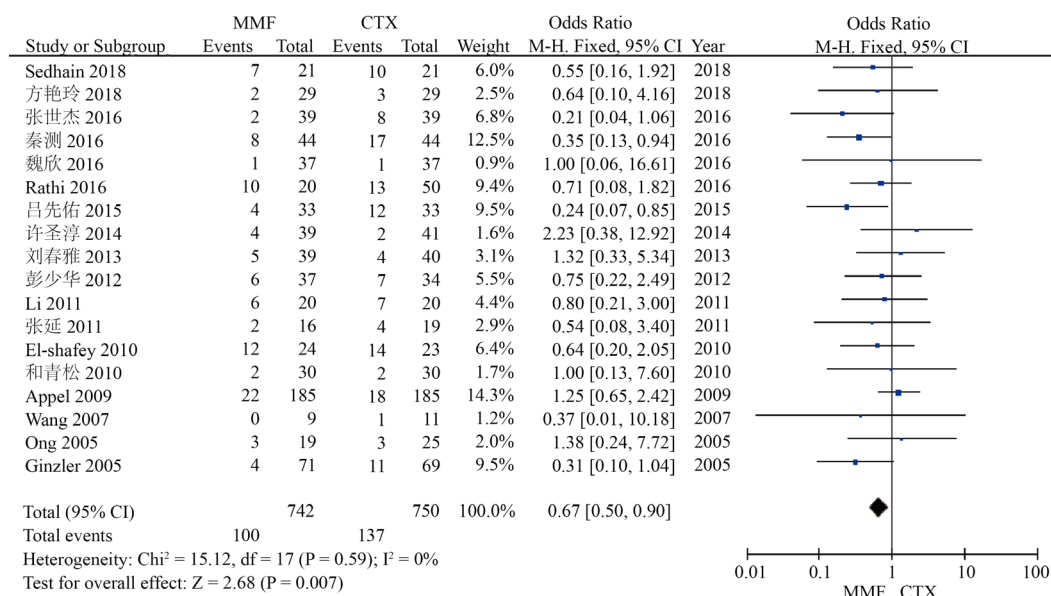 MMF CTX Odds Ratio Odds Ratio
Study or Subgroup Events Total Events Total Weight M-H. Fixed, 95% CI Year M-H. Fixed, 95% CI
Sedhain 2018 7 21 10 21 6.0% 0.55 [0.16, 1.92] 2018
方艳玲 2018 2 29 3 29 2.5% 0.64 [0.10, 4.16] 2018
张世杰 2016 2 39 8 39 6.8% 0.21 [0.04, 1.06] 2016
秦测 2016 8 44 17 44 12.5% 0.35 [0.13, 0.94] 2016
魏欣 2016 1 37 1 37 0.9% 1.00 [0.06, 16.61] 2016
Rathi 2016 10 20 13 50 9.4% 0.71 [0.08, 1.82] 2016
吕先佑 2015 4 33 12 33 9.5% 0.24 [0.07, 0.85] 2015
许圣淳 2014 4 39 2 41 1.6% 2.23 [0.38, 12.92] 2014
刘春雅 2013 5 39 4 40 3.1% 1.32 [0.33, 5.34] 2013
彭少华 2012 6 37 7 34 5.5% 0.75 [0.22, 2.49] 2012
Li 2011 6 20 7 20 4.4% 0.80 [0.21, 3.00] 2011
张延 2011 2 16 4 19 2.9% 0.54 [0.08, 3.40] 2011
El-shafey 2010 12 24 14 23 6.4% 0.64 [0.20, 2.05] 2010
和青松 2010 2 30 2 30 1.7% 1.00 [0.13, 7.60] 2010
Appel 2009 22 185 18 185 14.3% 1.25 [0.65, 2.42] 2009
Wang 2007 0 9 1 11 1.2% 0.37 [0.01, 10.18] 2007
Ong 2005 3 19 3 25 2.0% 1.38 [0.24, 7.72] 2005
Ginzler 2005 4 71 11 69 9.5% 0.31 [0.10, 1.04] 2005
Total (95% CI) 742 750 100.0% 0.67 [0.50, 0.90]
Total events 100 137
Heterogeneity: Chi² = 15.12, df = 17 (P = 0.59); I² = 0%
Test for overall effect: Z = 2.68 (P = 0.007)
0.01 0.1 1 10 100
MMF CTX